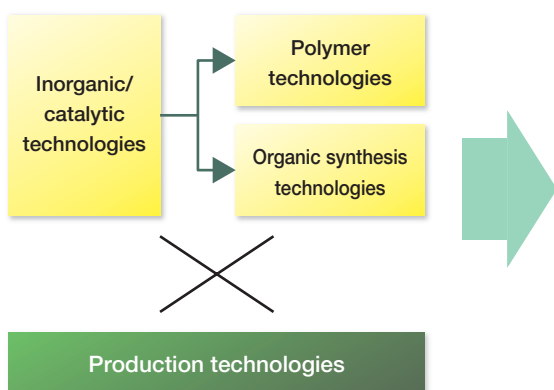 Inorganic/
catalytic
technologies
Polymer
technologies
Organic synthesis
technologies
Production technologies